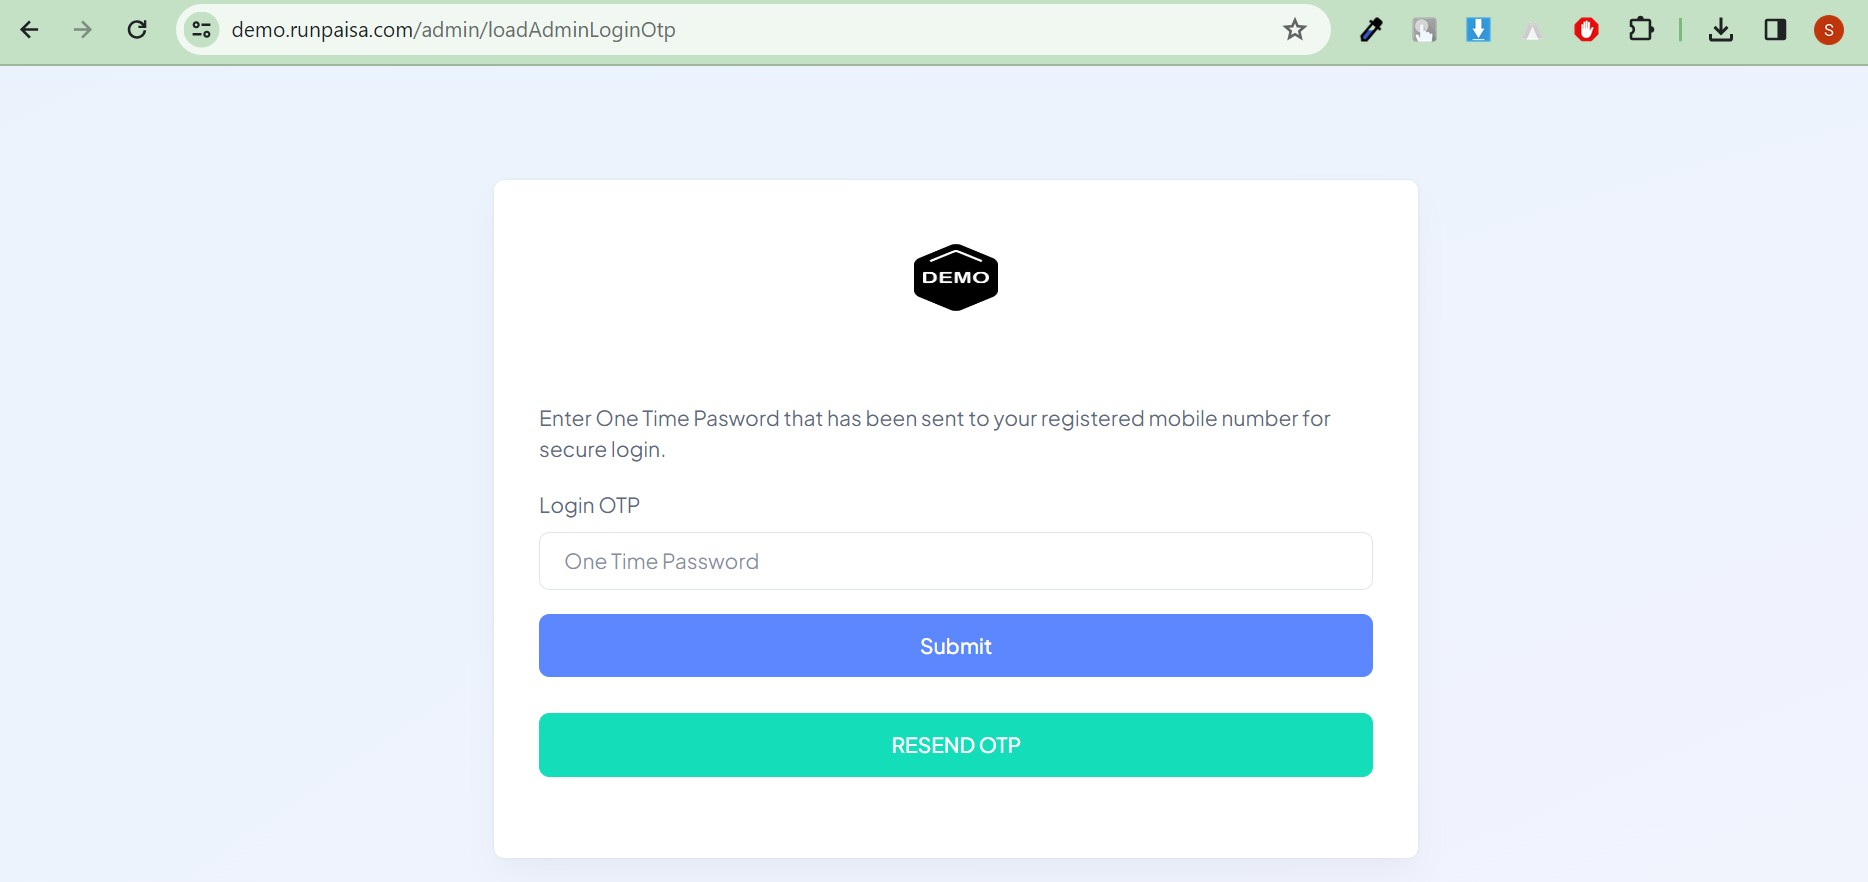 demo.runpaisa.com/admin/loadAdminLoginOtp
S
DEMO
Enter One Time Pasword that has been sent to your registered mobile number for
secure login.
Login OTP
One Time Password
Submit
RESEND OTP